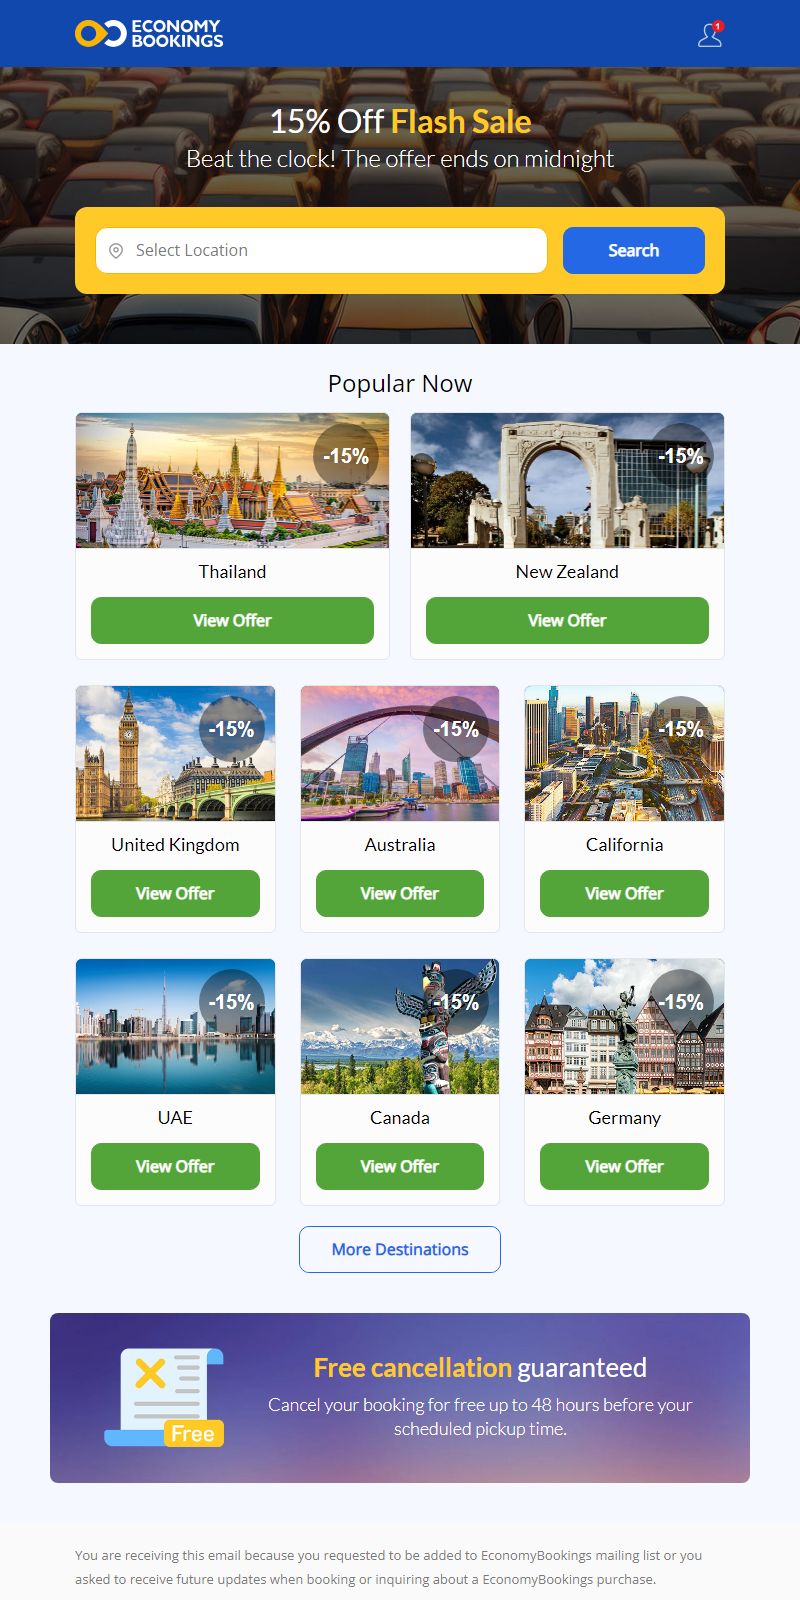 ECONOMY
BOOKINGS
1
15% Off Flash Sale
Beat the clock! The offer ends on midnight
Select Location
Search
Popular Now
-15%
-15%
Thailand
New Zealand
View Offer
View Offer
-15%
-15%
-15%
United Kingdom
Australia
California
View Offer
View Offer
View Offer
-15%
-15%
-15%
UAE
Canada
Germany
View Offer
View Offer
View Offer
More Destinations
Free cancellation guaranteed
Cancel your booking for free up to 48 hours before your
scheduled pickup time.
Free
You are receiving this email because you requested to be added to EconomyBookings mailing list or you
asked to receive future updates when booking or inquiring about a EconomyBookings purchase.